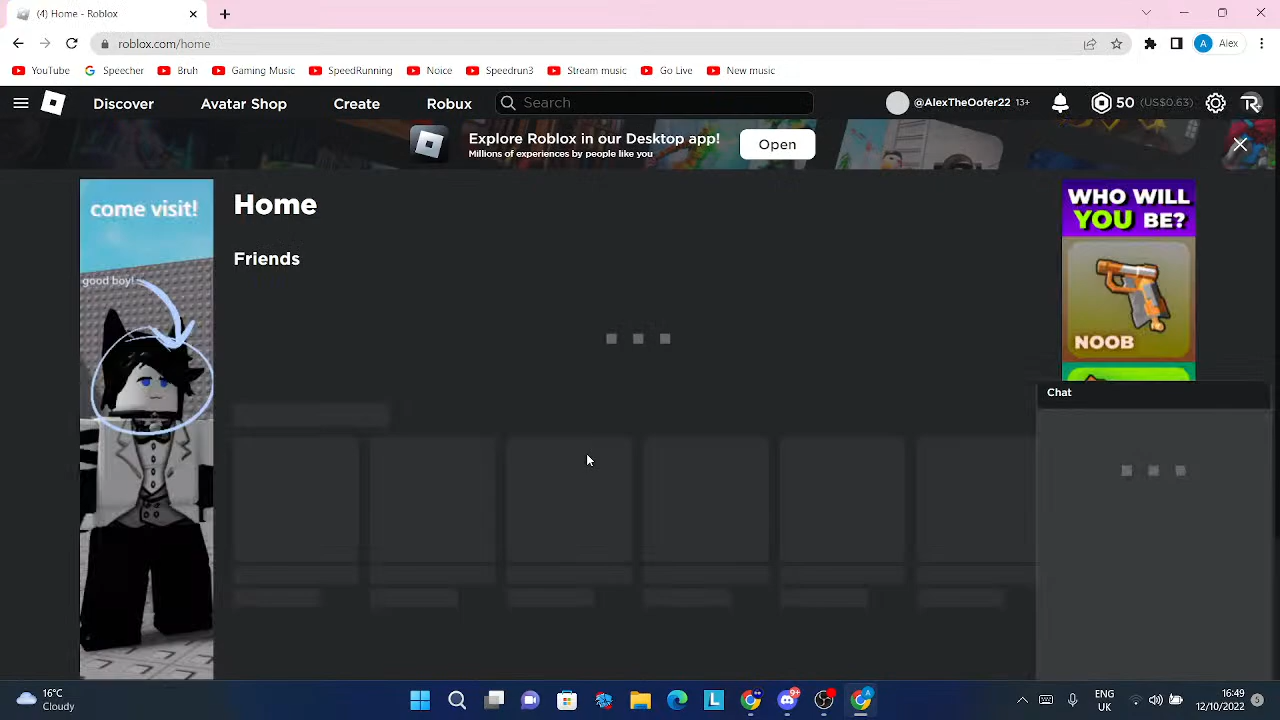 (4) Home - Roblox
roblox.com/home
Alex
YouTube
Speecher
Bruh
Gaming Music
SpeedRunning
Noice
Speedrun3
Stream music
Go Live
New music
Discover
Avatar Shop
Create
Robux
Search
@AlexTheOofer22 13+
50 (US$0.63)
Explore Roblox in our Desktop app!
Millions of experiences by people like you
Open
come visit!
good boy!
Home
Friends
WHO WILL
YOU BE?
NOOB
Chat
16°C
Cloudy
9+
ENG
UK
16:49
12/10/2022
5